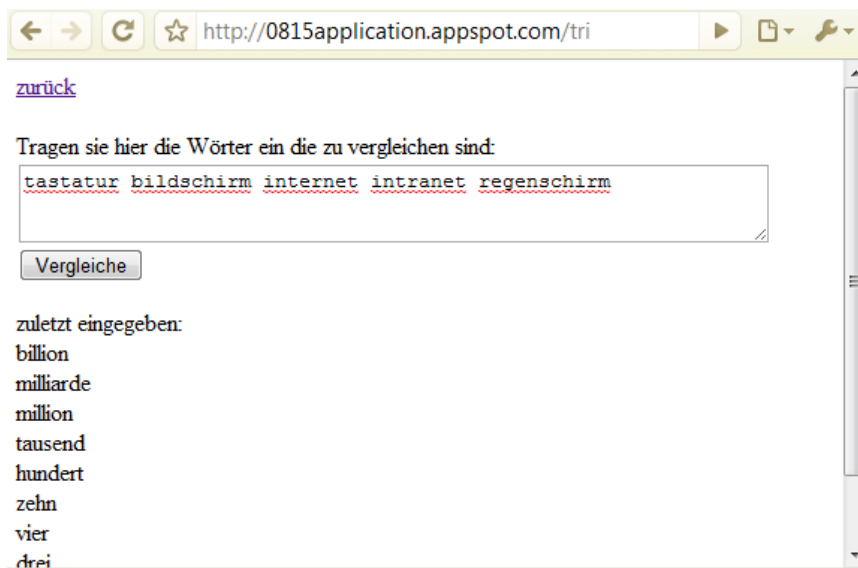 http://0815application.appspot.com/tri
zurück
Tragen sie hier die Wörter ein die zu vergleichen sind:
tastatur bildschirm internet intranet regenschirm
Vergleiche
zuletzt eingegeben:
billion
milliarde
million
tausend
hundert
zehn
vier
drei